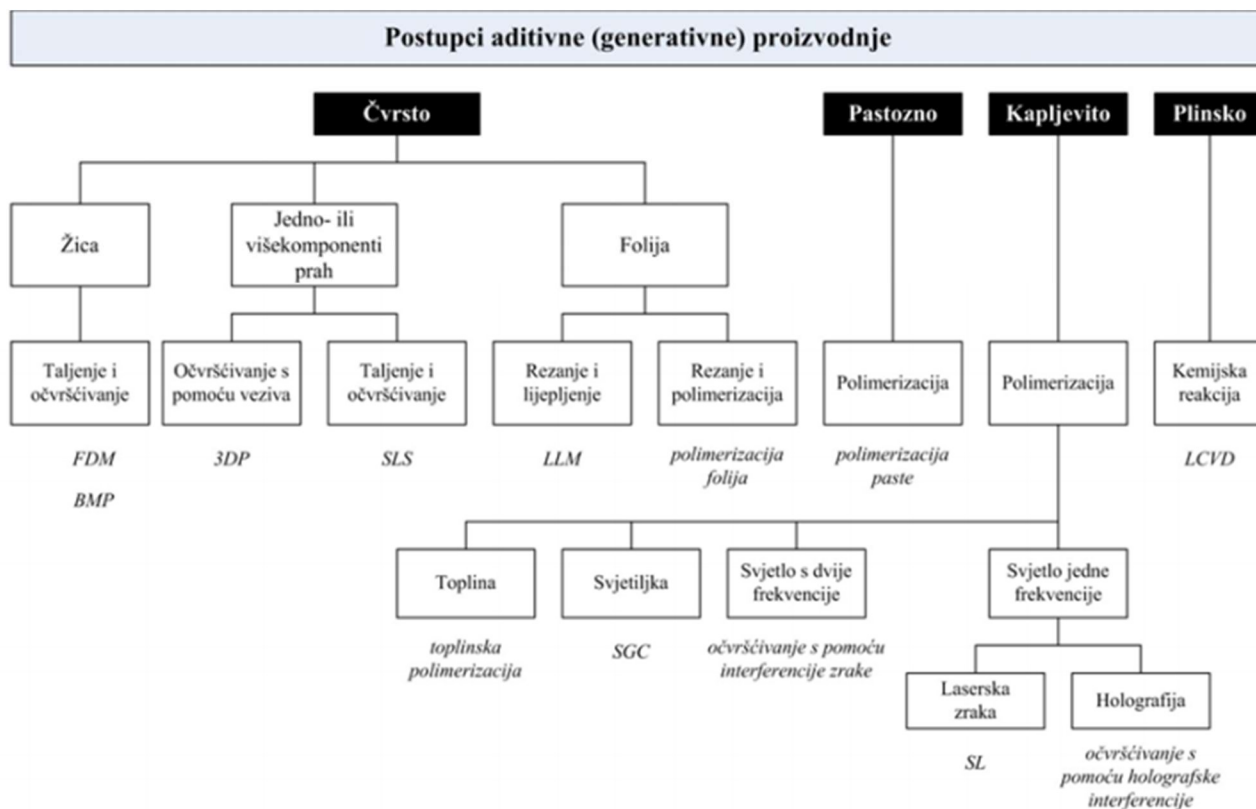 Postupci aditivne (generativne) proizvodnje
Čvrsto
Pastozno
Kapljevito
Plinsko
Žica
Jedno- ili
višekomponenti
prah
Folija
Taljenje i
očvršćivanje
Očvršćivanje s
pomoću veziva
Taljenje i
očvršćivanje
Rezanje i
lijepljenje
Rezanje i
polimerizacija
Polimerizacija
Polimerizacija
Kemijska
reakcija
FDM
BMP
3DP
SLS
LLM
polimerizacija
folija
polimerizacija
paste
LCVD
Toplina
Svjetiljka
Svjetlo s dvije
frekvencije
Svjetlo jedne
frekvencije
toplinska
polimerizacija
SGC
očvršćivanje s pomoću
interferencije zrake
Laserska
zraka
Holografija
SL
očvršćivanje s
pomoću holografske
interferencije